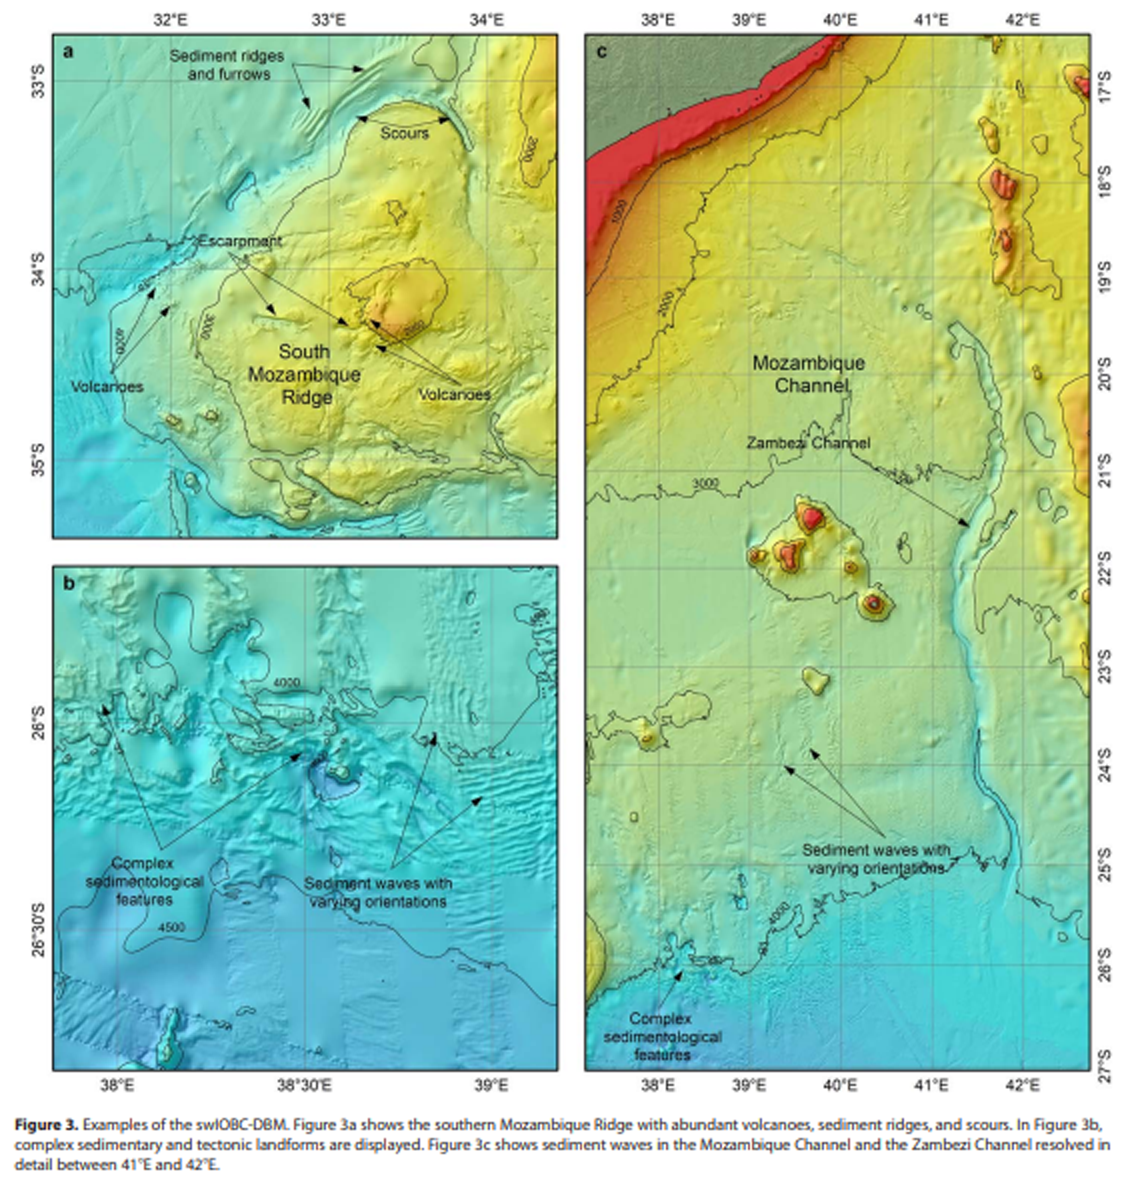 32°E 33°E 34°E
38°E 39°E 40°E 41°E 42°E
a
Sediment ridges
and furrows
Scours
2000
Escarpment
3000
4000
2000
South
Mozambique
Ridge
Volcanoes
Volcanoes
33°S
34°S
35°S
b
4000
Complex
sedimentological
features
Sediment waves with
varying orientations
4500
26°S
26°30'S
38°E 38°30'E 39°E
c
1000
2000
Mozambique
Channel
Zambezi Channel
3000
Sediment waves with
varying orientations
4000
Complex
sedimentological
features
17°S
18°S
19°S
20°S
21°S
22°S
23°S
24°S
25°S
26°S
27°S
38°E 39°E 40°E 41°E 42°E
Figure 3. Examples of the swIOBC-DBM. Figure 3a shows the southern Mozambique Ridge with abundant volcanoes, sediment ridges, and scours. In Figure 3b,
complex sedimentary and tectonic landforms are displayed. Figure 3c shows sediment waves in the Mozambique Channel and the Zambezi Channel resolved in
detail between 41°E and 42°E.